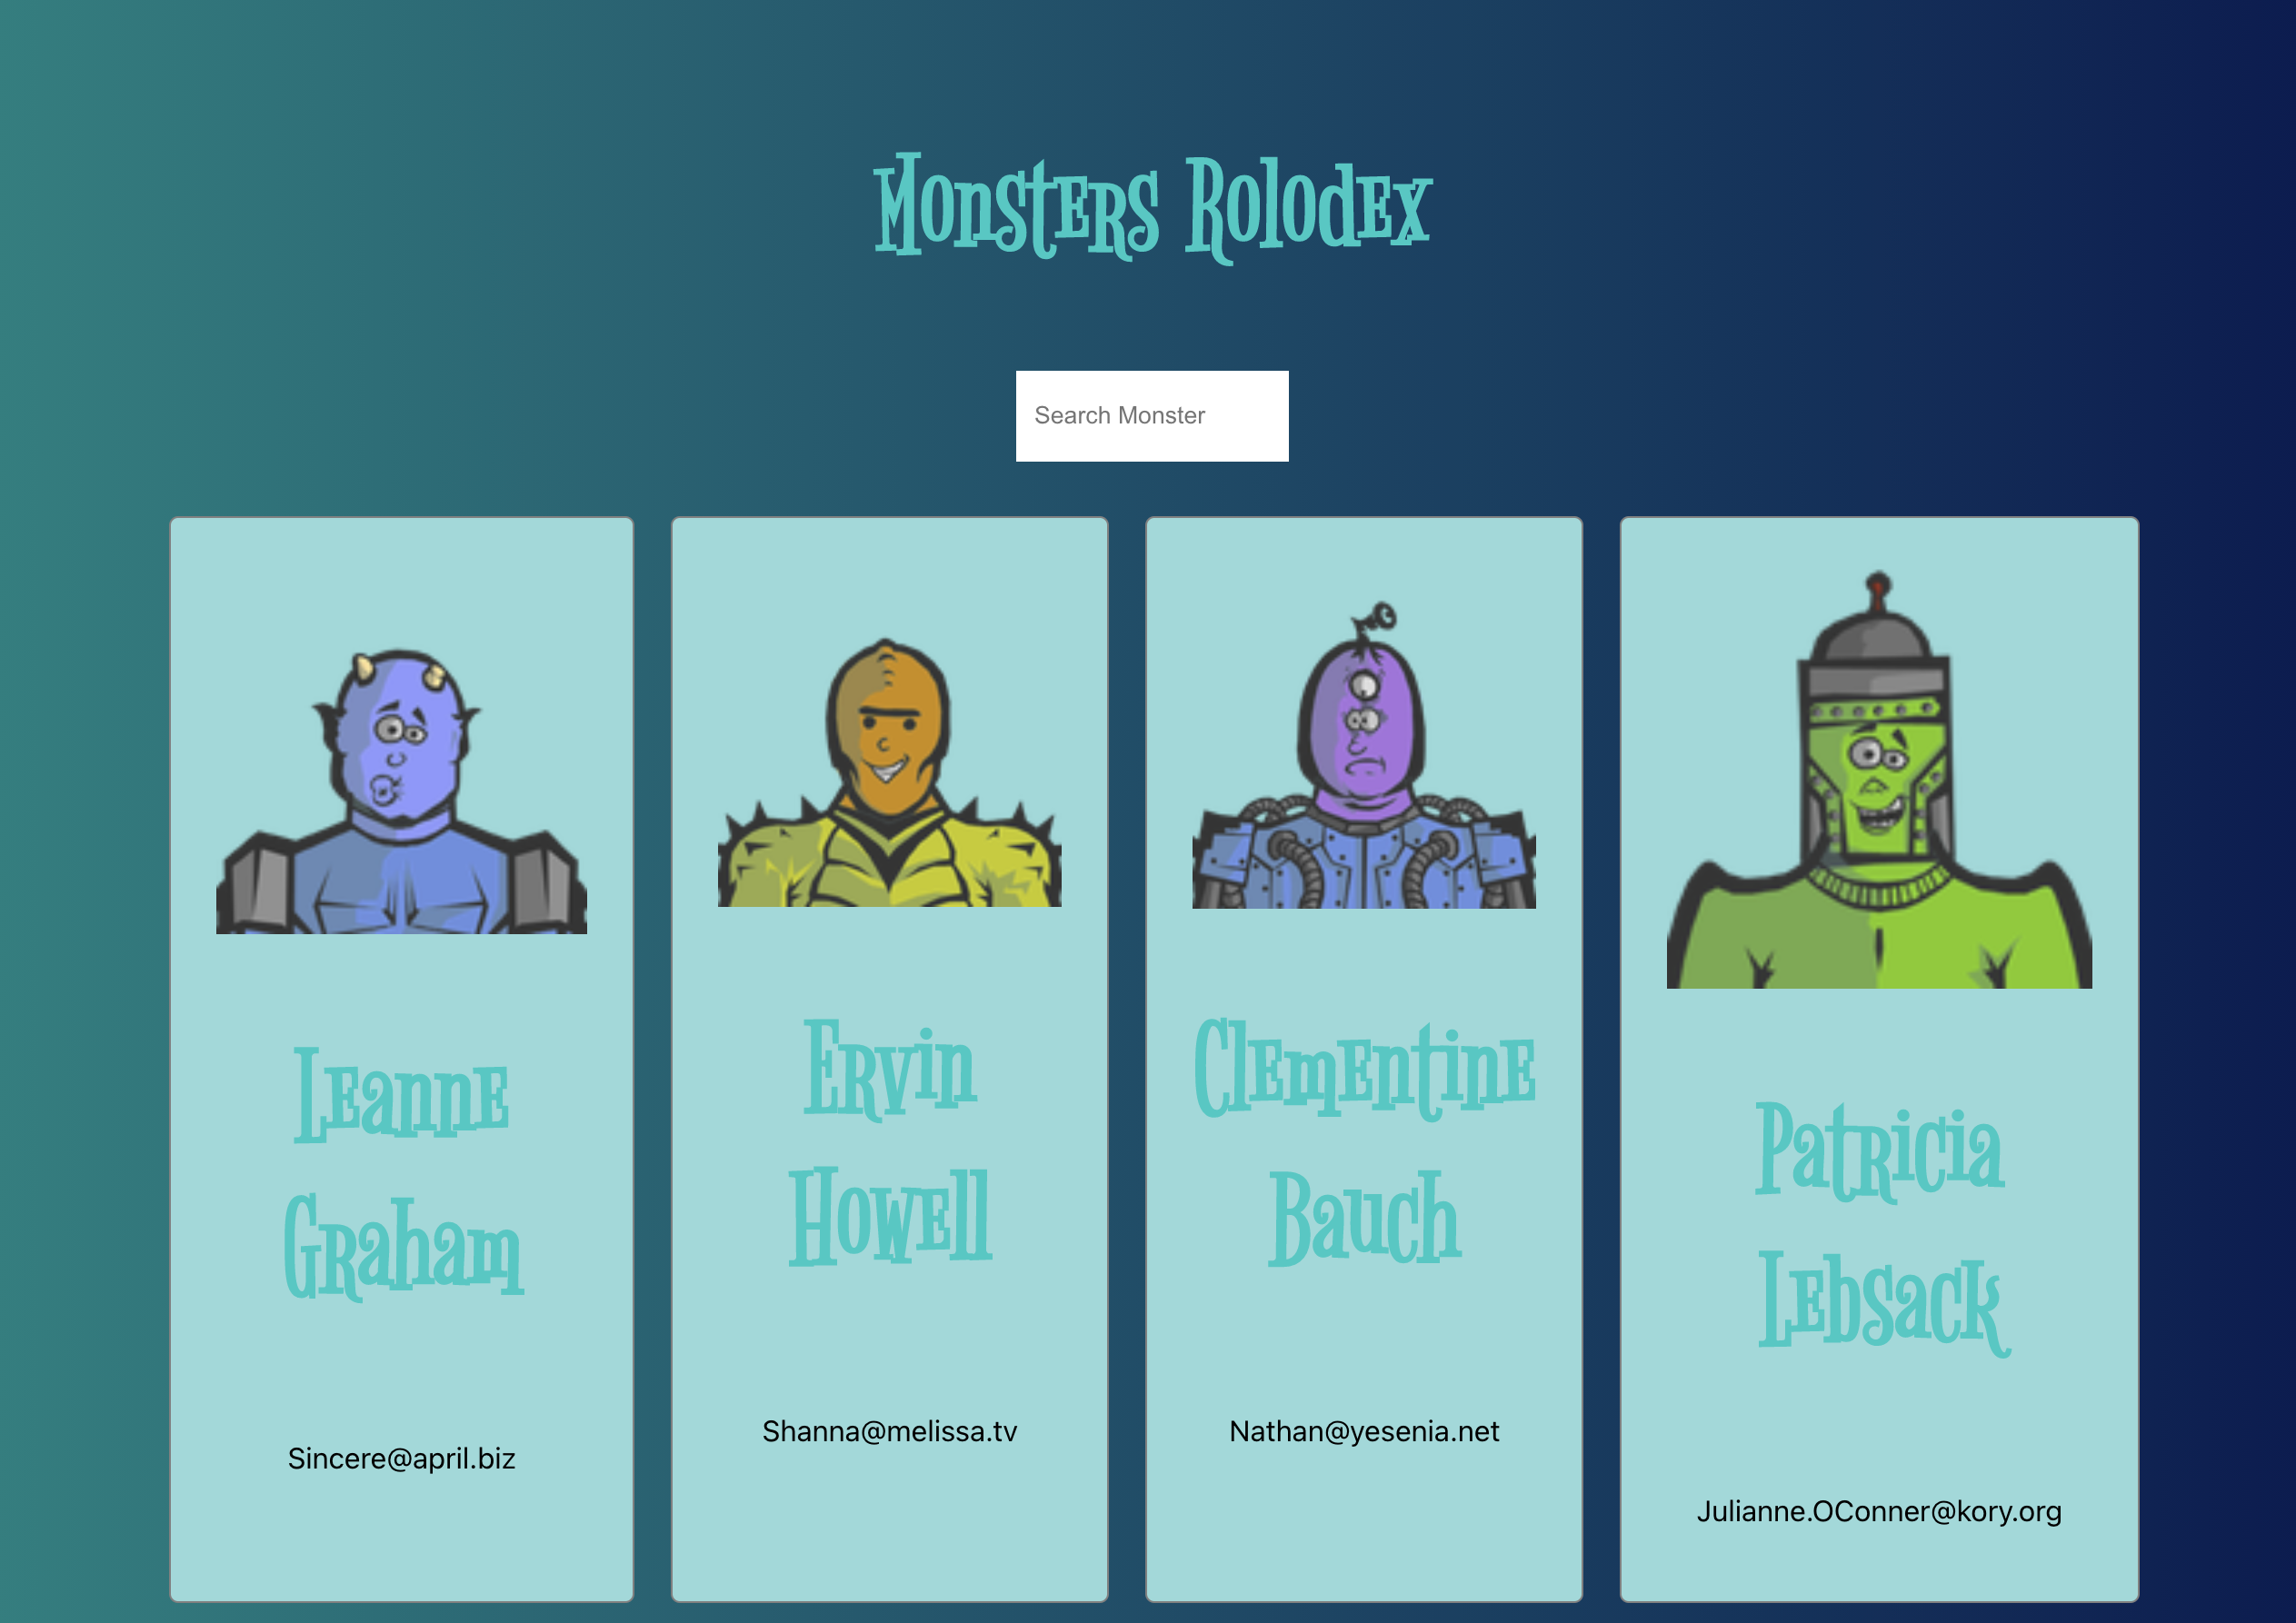 Monsters Rolodex
Search Monster
Leanne
Graham
Sincere@april.biz
Ervin
Howell
Shanna@melissa.tv
Clementine
Bauch
Nathan@yesenia.net
Patricia
Lebsack
Julianne.OConner@kory.org